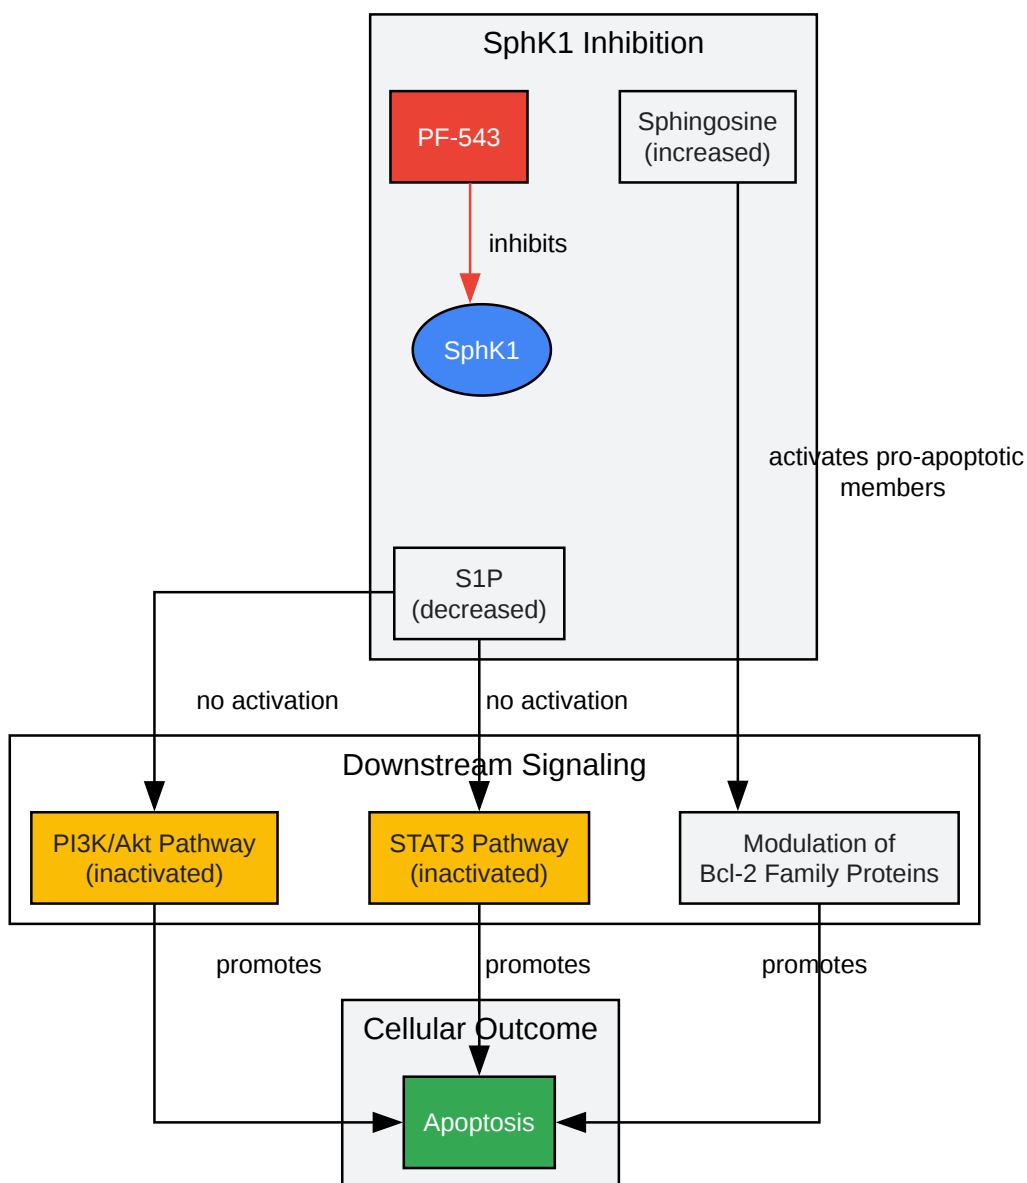 SphK1 Inhibition
PF-543
Sphingosine
(increased)
inhibits
SphK1
activates pro-apoptotic
members
S1P
(decreased)
no activation
no activation
Downstream Signaling
PI3K/Akt Pathway
(inactivated)
STAT3 Pathway
(inactivated)
Modulation of
Bcl-2 Family Proteins
promotes
promotes
promotes
Cellular Outcome
Apoptosis